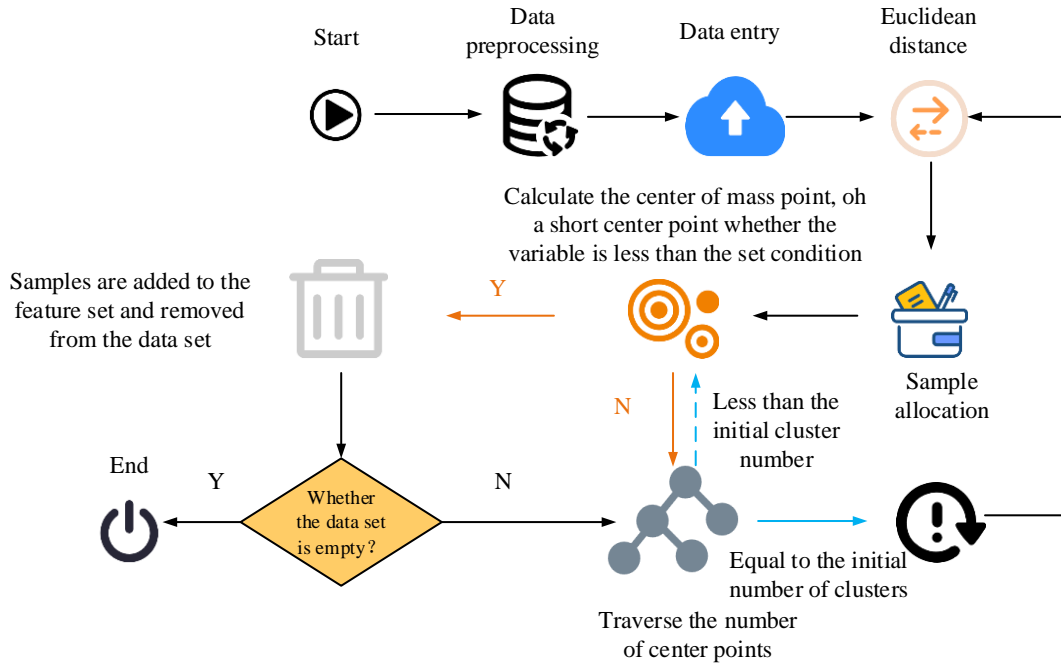 Start
Data
preprocessing
Data entry
Euclidean
distance
Calculate the center of mass point, oh
a short center point whether the
variable is less than the set condition
Samples are added to the
feature set and removed
from the data set
Y
Sample
allocation
N
Less than the
initial cluster
number
End
Y
Whether
the data set
is empty?
N
Equal to the initial
number of clusters
Traverse the number
of center points